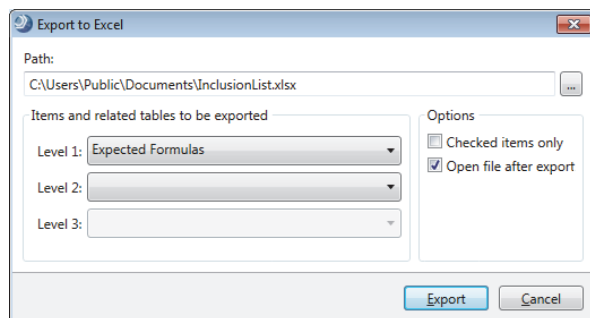 Export to Excel
Path:
C:\Users\Public\Documents\InclusionList.xlsx
...
Items and related tables to be exported
Level 1: Expected Formulas
Level 2:
Level 3:
Options
Checked items only
Open file after export
Export
Cancel